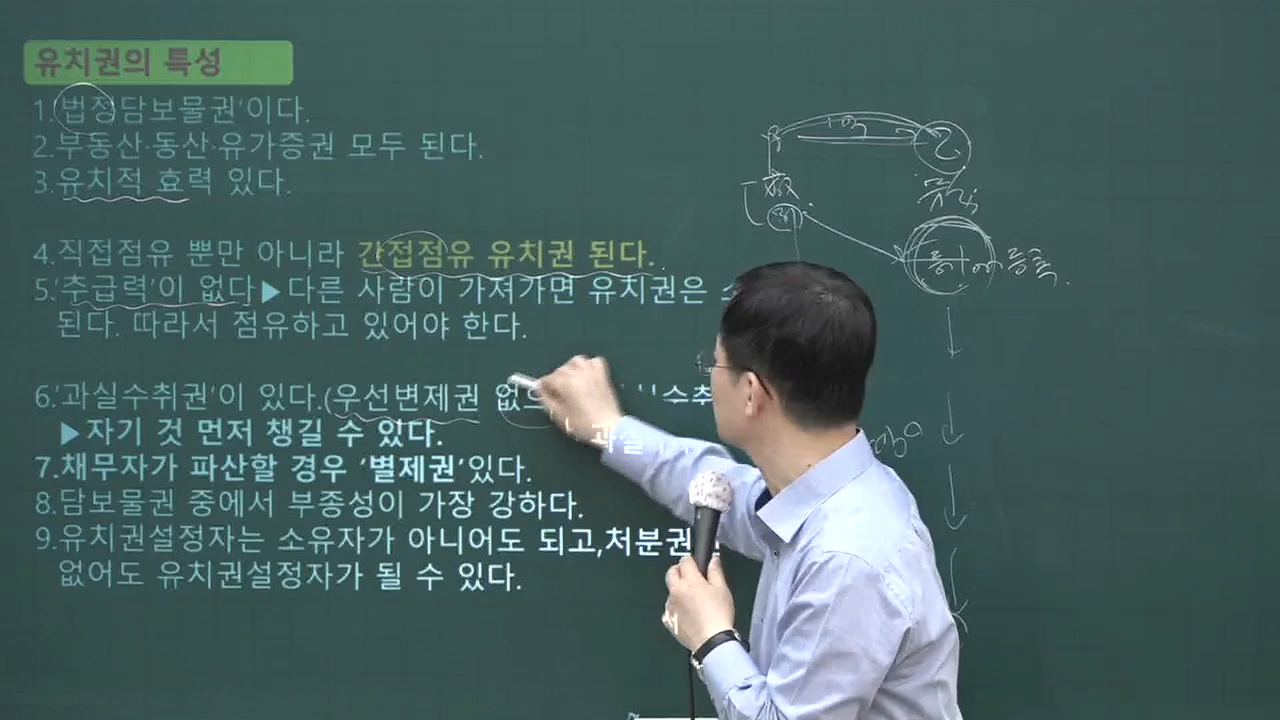 유치권의 특성
1.법정담보물권'이다.
2.부동산·동산·유가증권 모두 된다.
3.유치적 효력 있다.
4.직접점유 뿐만 아니라 간접점유 유치권 된다.
5.'추급력'이 없다▶다른 사람이 가져가면 유치권은
된다. 따라서 점유하고 있어야 한다.
6.'과실수취권'이 있다.(우선변제권
과실
▶자기 것 먼저 챙길 수 있다.
7.채무자가 파산할 경우 '별제권'있다.
8.담보물권 중에서 부종성이 가장 강하다.
9.유치권설정자는 소유자가 아니어도 되고,처분권
없어도 유치권설정자가 될 수 있다.